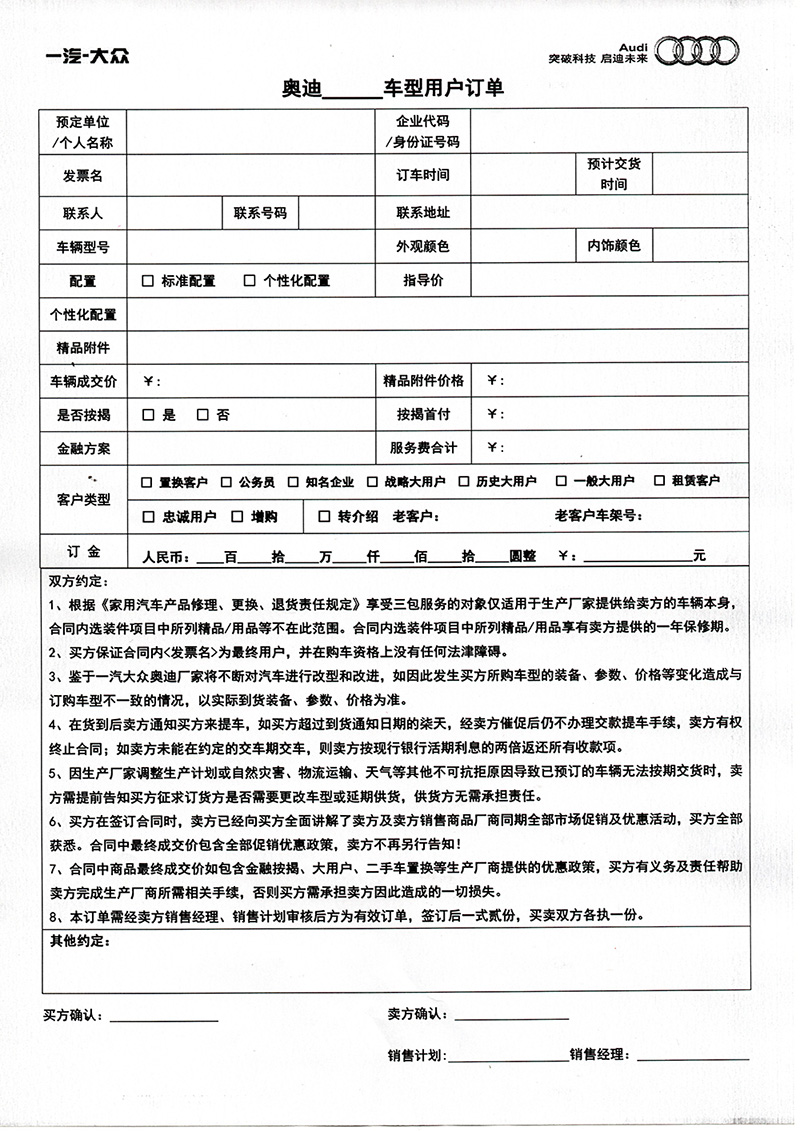 一汽-大众
Audi
突破科技 启迪未来
奥迪______车型用户订单
预定单位/个人名称 企业代码/身份证号码
发票名 订车时间 预计交货时间
联系人 联系号码 联系地址
车辆型号 外观颜色 内饰颜色
配置 □ 标准配置 □ 个性化配置 指导价
个性化配置
精品附件
车辆成交价 ￥: 精品附件价格 ￥:
是否按揭 □ 是 □ 否 按揭首付 ￥:
金融方案 服务费合计 ￥:
客户类型 □ 置换客户 □ 公务员 □ 知名企业 □ 战略大用户 □ 历史大用户 □ 一般大用户 □ 租赁客户
□ 忠诚用户 □ 增购 □ 转介绍 老客户: 老客户车架号:
订 金 人民币: ____百____拾____万____仟____佰____拾____圆整 ￥: ______________元
双方约定:
1、根据《家用汽车产品修理、更换、退货责任规定》享受三包服务的对象仅适用于生产厂家提供给卖方的车辆本身，
合同内选装件项目中所列精品/用品等不在此范围。合同内选装件项目中所列精品/用品享有卖方提供的一年保修期。
2、买方保证合同内<发票名>为最终用户，并在购车资格上没有任何法津障碍。
3、鉴于一汽大众奥迪厂家将不断对汽车进行改型和改进，如因此发生买方所购车型的装备、参数、价格等变化造成与
订购车型不一致的情况，以实际到货装备、参数、价格为准。
4、在货到后卖方通知买方来提车，如买方超过到货通知日期的柒天，经卖方催促后仍不办理交款提车手续，卖方有权
终止合同；如卖方未能在约定的交车期交车，则卖方按现行银行活期利息的两倍返还所有收款项。
5、因生产厂家调整生产计划或自然灾害、物流运输、天气等其他不可抗拒原因导致已预订的车辆无法按期交货时，卖
方需提前告知买方征求订货方是否需要更改车型或延期供货，供货方无需承担责任。
6、买方在签订合同时，卖方已经向买方全面讲解了卖方及卖方销售商品厂商同期全部市场促销及优惠活动，买方全部
获悉。合同中最终成交价包含全部促销优惠政策，卖方不再另行告知！
7、合同中商品最终成交价如包含金融按揭、大用户、二手车置换等生产厂商提供的优惠政策，买方有义务及责任帮助
卖方完成生产厂商所需相关手续，否则买方需承担卖方因此造成的一切损失。
8、本订单需经卖方销售经理、销售计划审核后方为有效订单，签订后一式贰份，买卖双方各执一份。
其他约定:
买方确认: ______________ 卖方确认: ______________
销售计划:______________ 销售经理: ______________